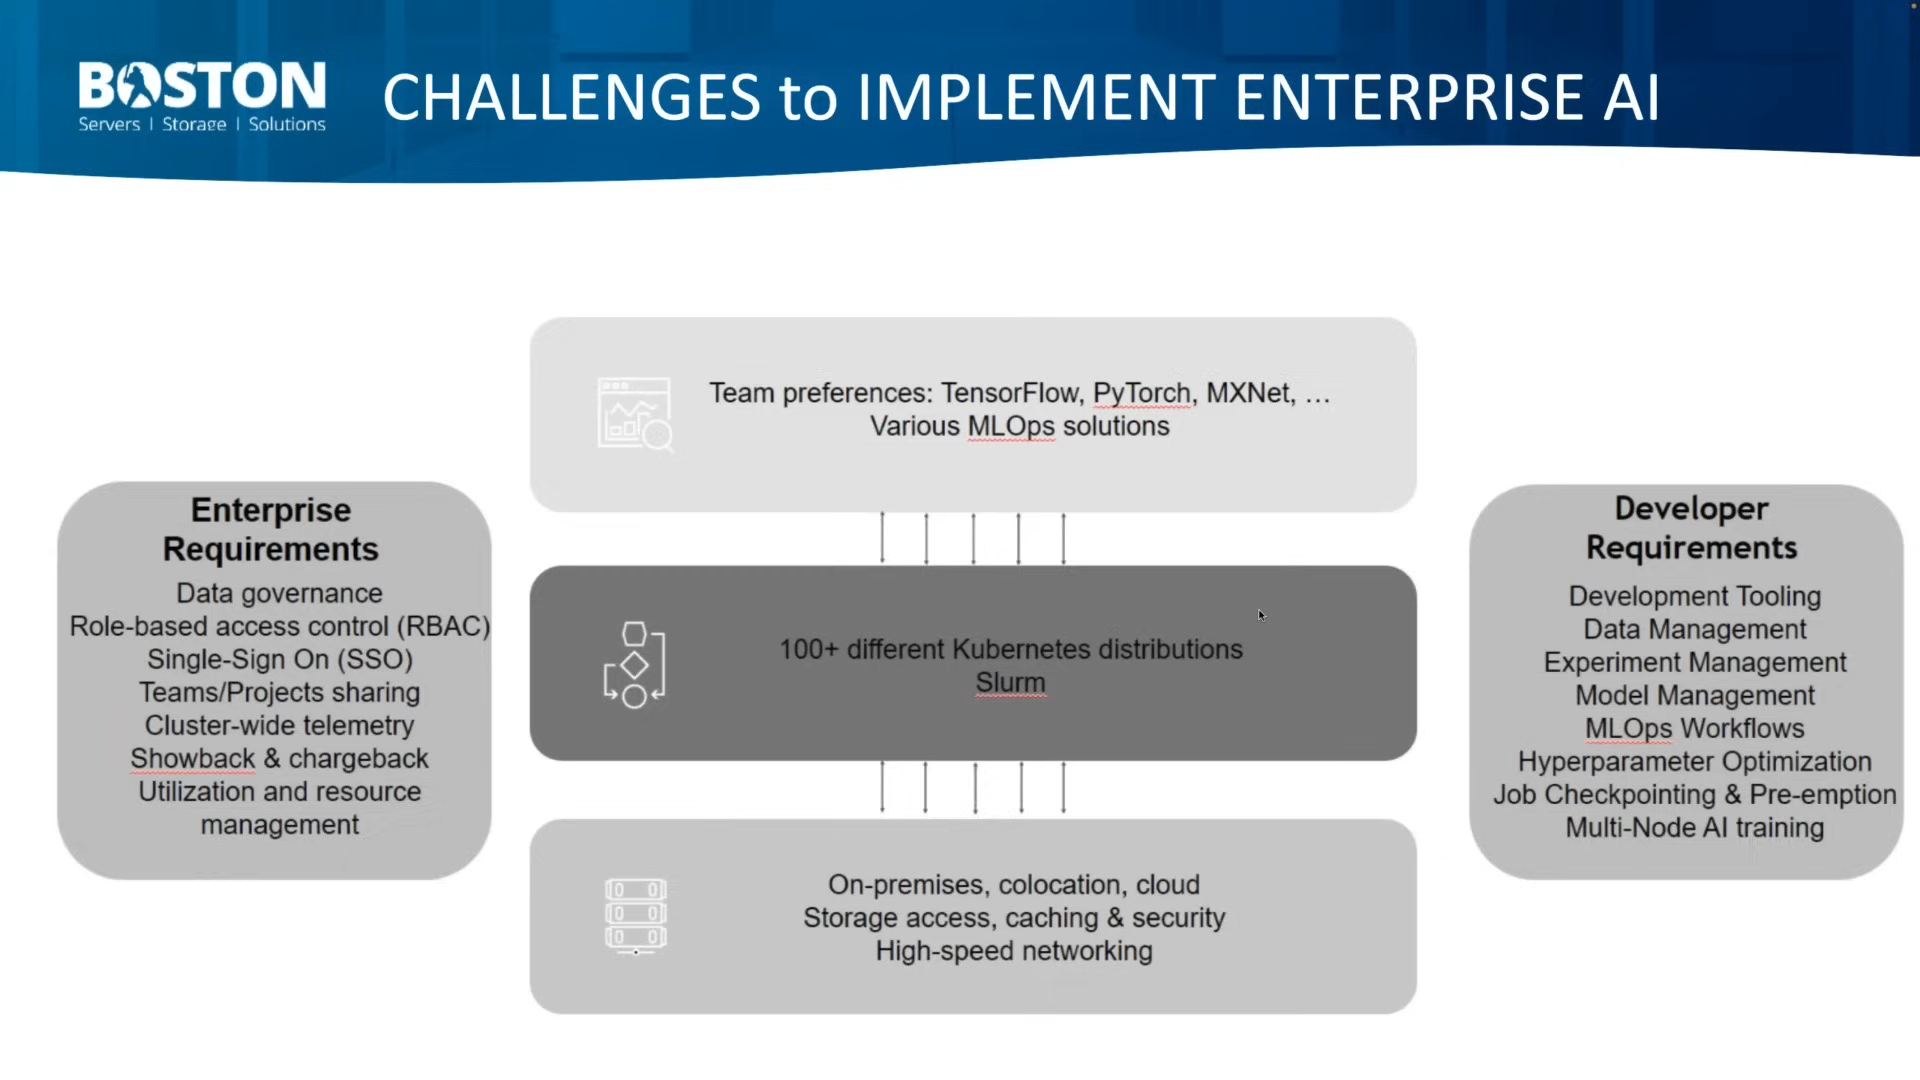 BOSTON
Servers | Storage | Solutions
CHALLENGES to IMPLEMENT ENTERPRISE AI
Team preferences: TensorFlow, PyTorch, MXNet, …
Various MLOps solutions
Enterprise
Requirements
Data governance
Role-based access control (RBAC)
Single-Sign On (SSO)
Teams/Projects sharing
Cluster-wide telemetry
Showback & chargeback
Utilization and resource
management
100+ different Kubernetes distributions
Slurm
On-premises, colocation, cloud
Storage access, caching & security
High-speed networking
Developer
Requirements
Development Tooling
Data Management
Experiment Management
Model Management
MLOps Workflows
Hyperparameter Optimization
Job Checkpointing & Pre-emption
Multi-Node AI training